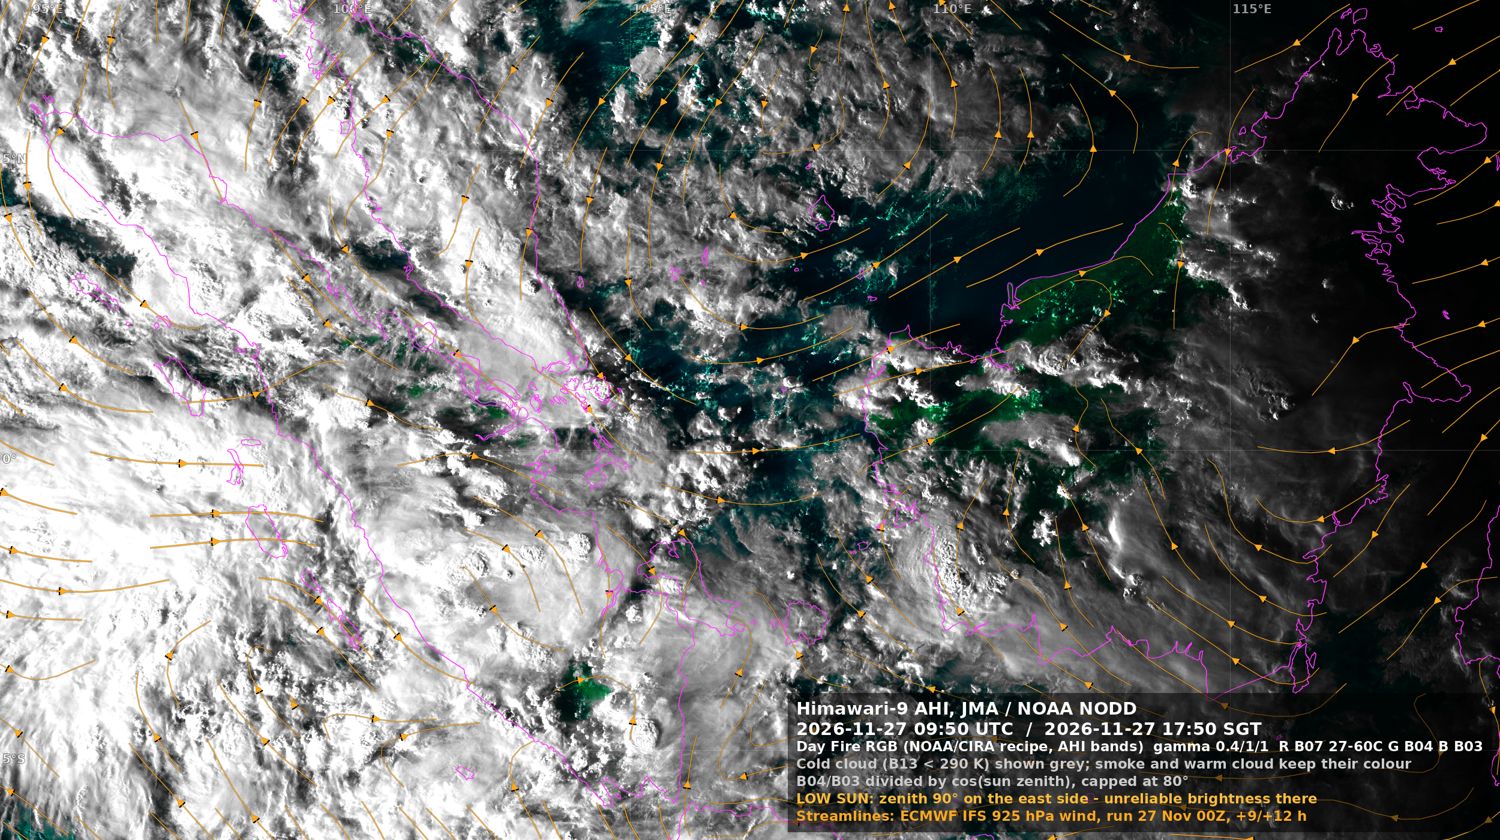 95°E 100°E 105°E 110°E 115°E
5°N
0°
5°S
Himawari-9 AHI, JMA / NOAA NODD
2026-11-27 09:50 UTC / 2026-11-27 17:50 SGT
Day Fire RGB (NOAA/CIRA recipe, AHI bands) gamma 0.4/1/1 R B07 27-60C G B04 B B03
Cold cloud (B13 < 290 K) shown grey; smoke and warm cloud keep their colour
B04/B03 divided by cos(sun zenith), capped at 80°
LOW SUN: zenith 90° on the east side - unreliable brightness there
Streamlines: ECMWF IFS 925 hPa wind, run 27 Nov 00Z, +9/+12 h